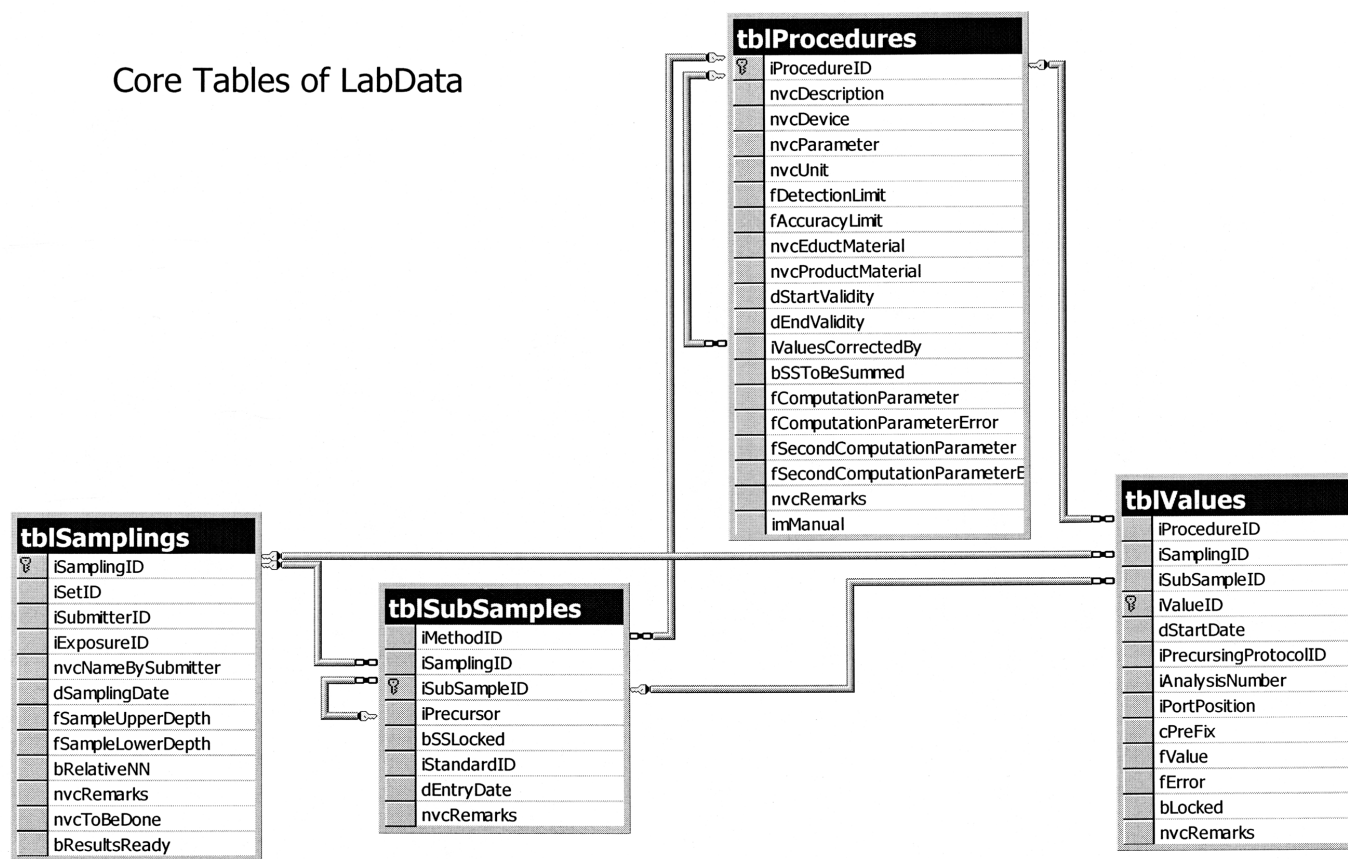 Core Tables of LabData
tblProcedures
iProcedureID
nvcDescription
nvcDevice
nvcParameter
nvcUnit
fDetectionLimit
fAccuracyLimit
nvcEductMaterial
nvcProductMaterial
dStartValidity
dEndValidity
iValuesCorrectedBy
bSSToBeSummed
fComputationParameter
fComputationParameterError
fSecondComputationParameter
fSecondComputationParameterE
nvcRemarks
imManual
tblSamplings
iSamplingID
iSetID
iSubmitterID
iExposureID
nvcNameBySubmitter
dSamplingDate
fSampleUpperDepth
fSampleLowerDepth
bRelativeNN
nvcRemarks
nvcToBeDone
bResultsReady
tblSubSamples
iMethodID
iSamplingID
iSubSampleID
iPrecursor
bSSLocked
iStandardID
dEntryDate
nvcRemarks
tblValues
iProcedureID
iSamplingID
iSubSampleID
iValueID
dStartDate
iPrecursingProtocolID
iAnalysisNumber
iPortPosition
cPreFix
fValue
fError
bLocked
nvcRemarks